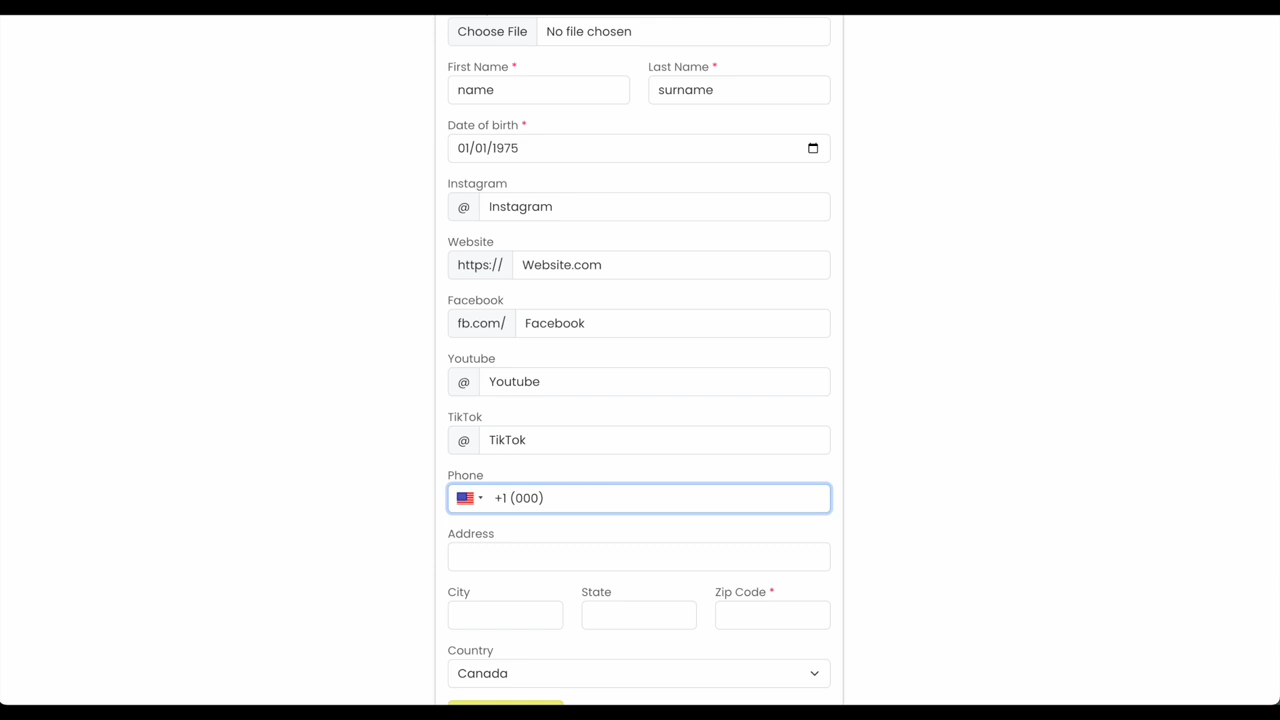 Choose File No file chosen
First Name * Last Name *
name surname
Date of birth *
01/01/1975
Instagram
@ Instagram
Website
https:// Website.com
Facebook
fb.com/ Facebook
Youtube
@ Youtube
TikTok
@ TikTok
Phone
+1 (000)
Address
City State Zip Code *
Country
Canada